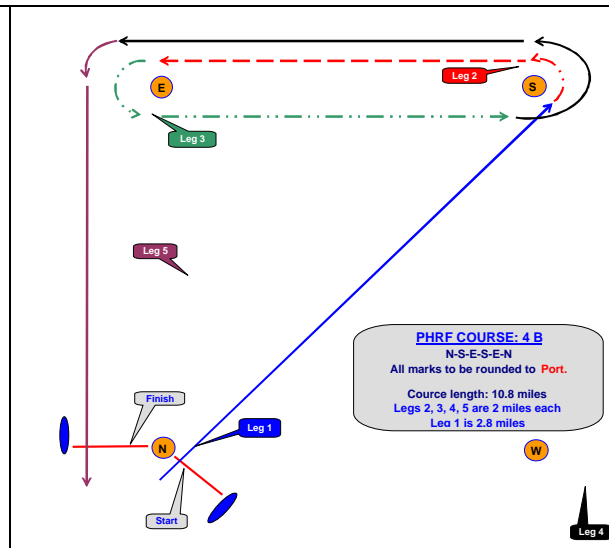 E
S
Leg 2
Leg 3
Leg 5
PHRF COURSE: 4 B
N-S-E-S-E-N
All marks to be rounded to Port.
Cource length: 10.8 miles
Legs 2, 3, 4, 5 are 2 miles each
Leg 1 is 2.8 miles
Finish
Leg 1
N
W
Start
Leg 4